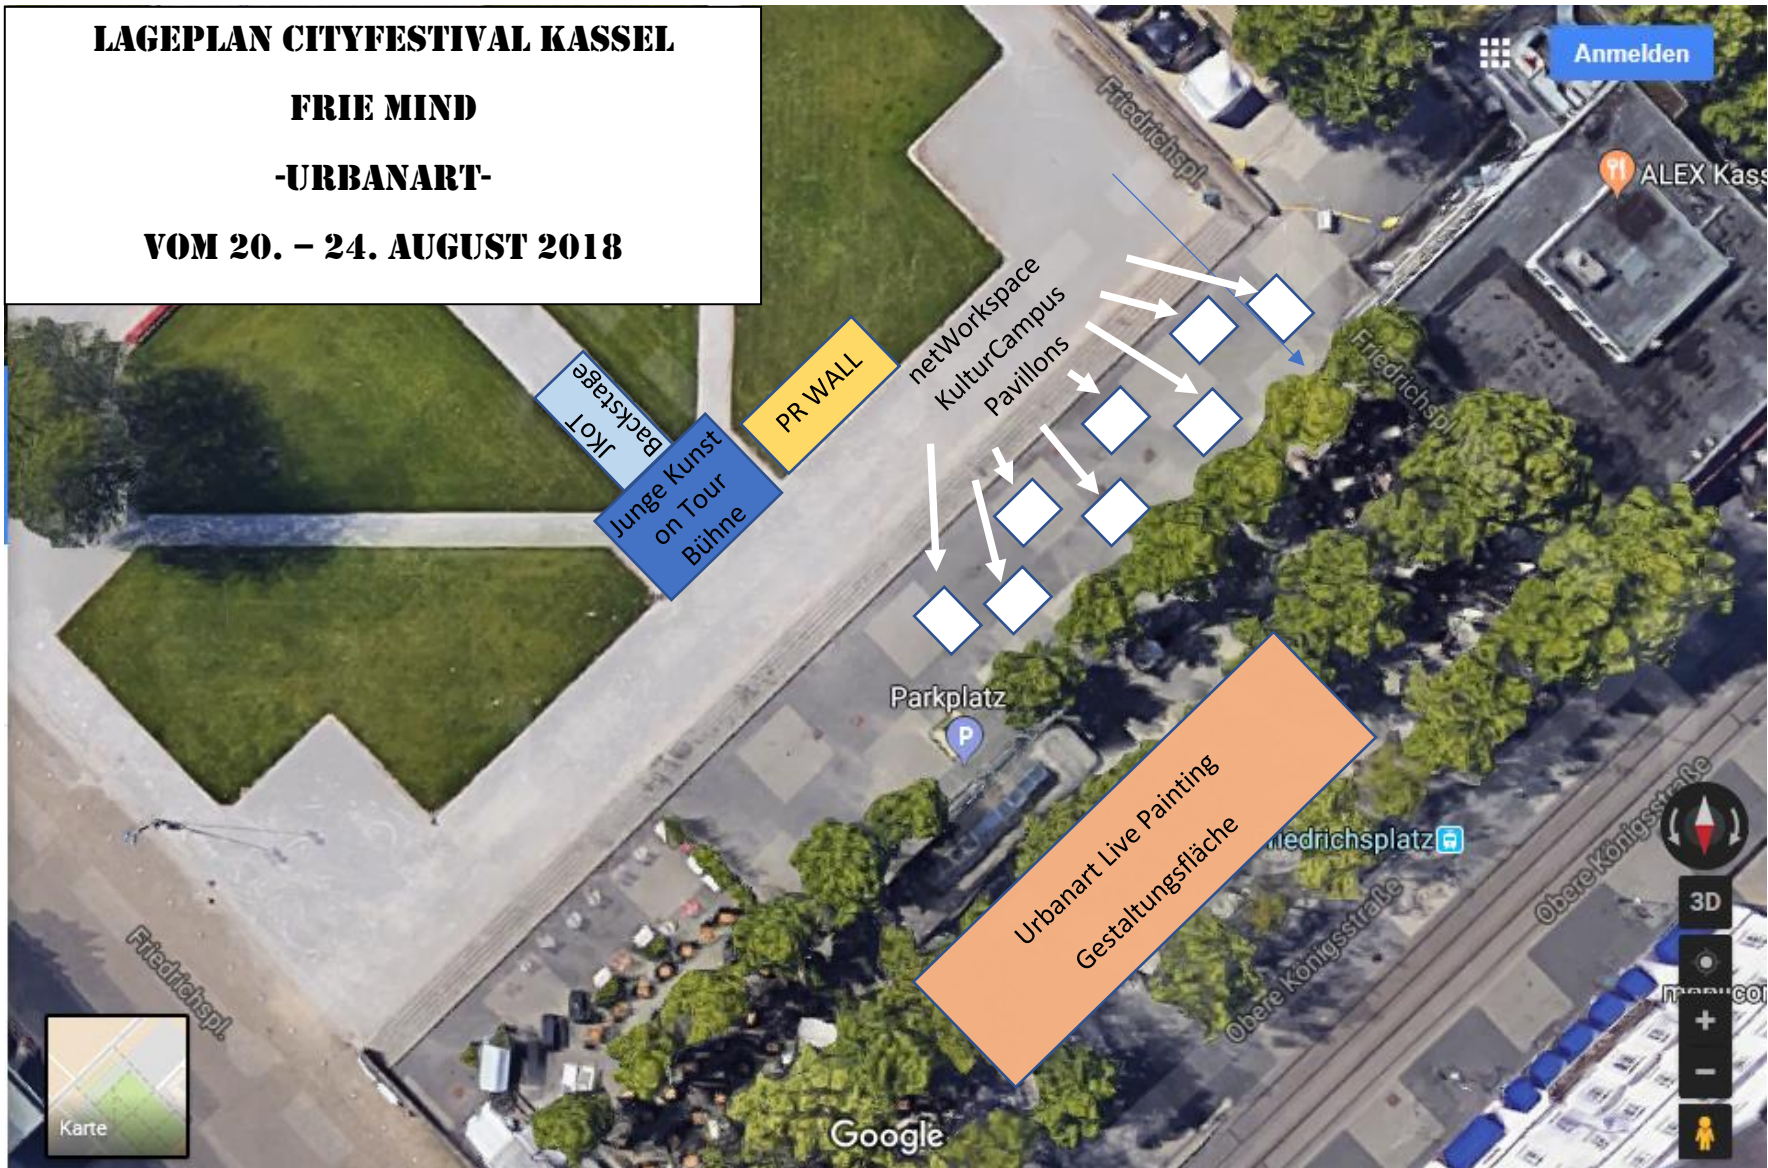 LAGEPLAN CITYFESTIVAL KASSEL
FRIE MIND
-URBANART-
VOM 20. – 24. AUGUST 2018
Anmelden
Friedrichspl.
ALEX Kass
netWorkspace
KulturCampus
Pavillons
Friedrichspl.
PR WALL
JKoT
Backstage
Junge Kunst
on Tour
Bühne
Parkplatz
P
Urbanart Live Painting
Gestaltungsfläche
riedrichsplatz
Obere Königsstraße
Obere Königsstraße
3D
Friedrichspl.
+
−
Karte
Google